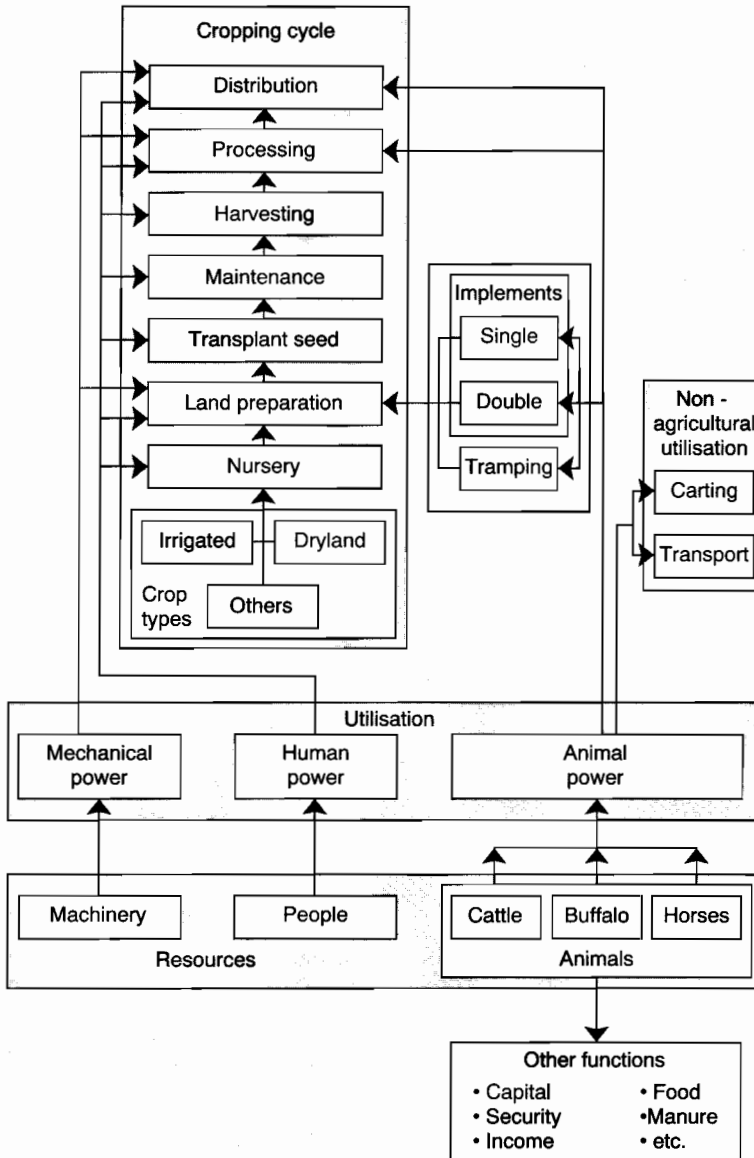 Cropping cycle
Distribution
Processing
Harvesting
Maintenance
Transplant seed
Land preparation
Nursery
Irrigated
Dryland
Others
Crop
types
Implements
Single
Double
Tramping
Non -
agricultural
utilisation
Carting
Transport
Utilisation
Mechanical
power
Human
power
Animal
power
Machinery
People
Cattle
Buffalo
Horses
Resources
Animals
Other functions
• Capital
• Food
• Security
•Manure
• Income
• etc.